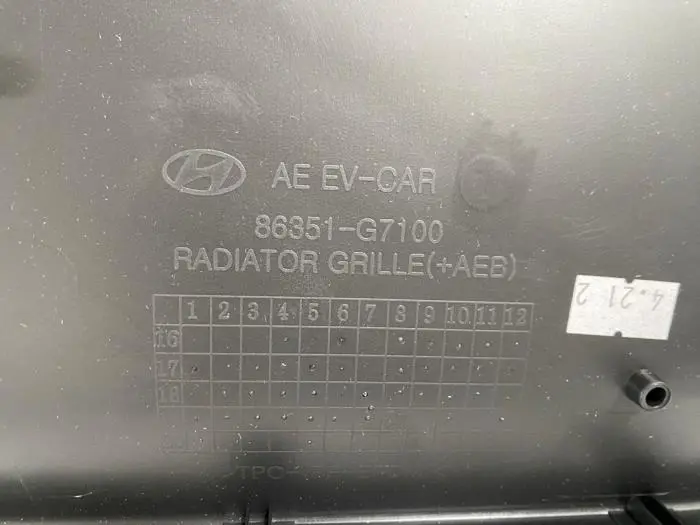 AE EV-CAR
86351-G7100
RADIATOR GRILLE(+AEB)
1 2 3 4 5 6 7 8 9 10 11 12
16
17
18
4.21 2